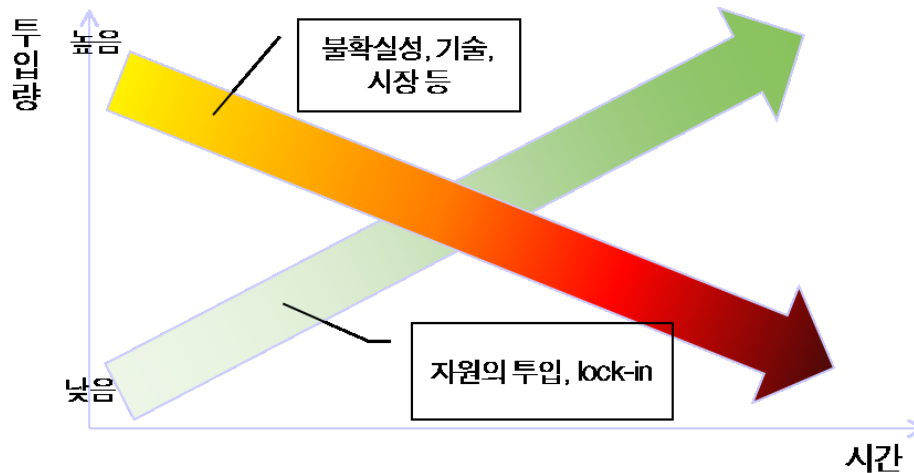 투입량
높음
불확실성, 기술,
시장 등
자원의 투입, lock-in
낮음
시간